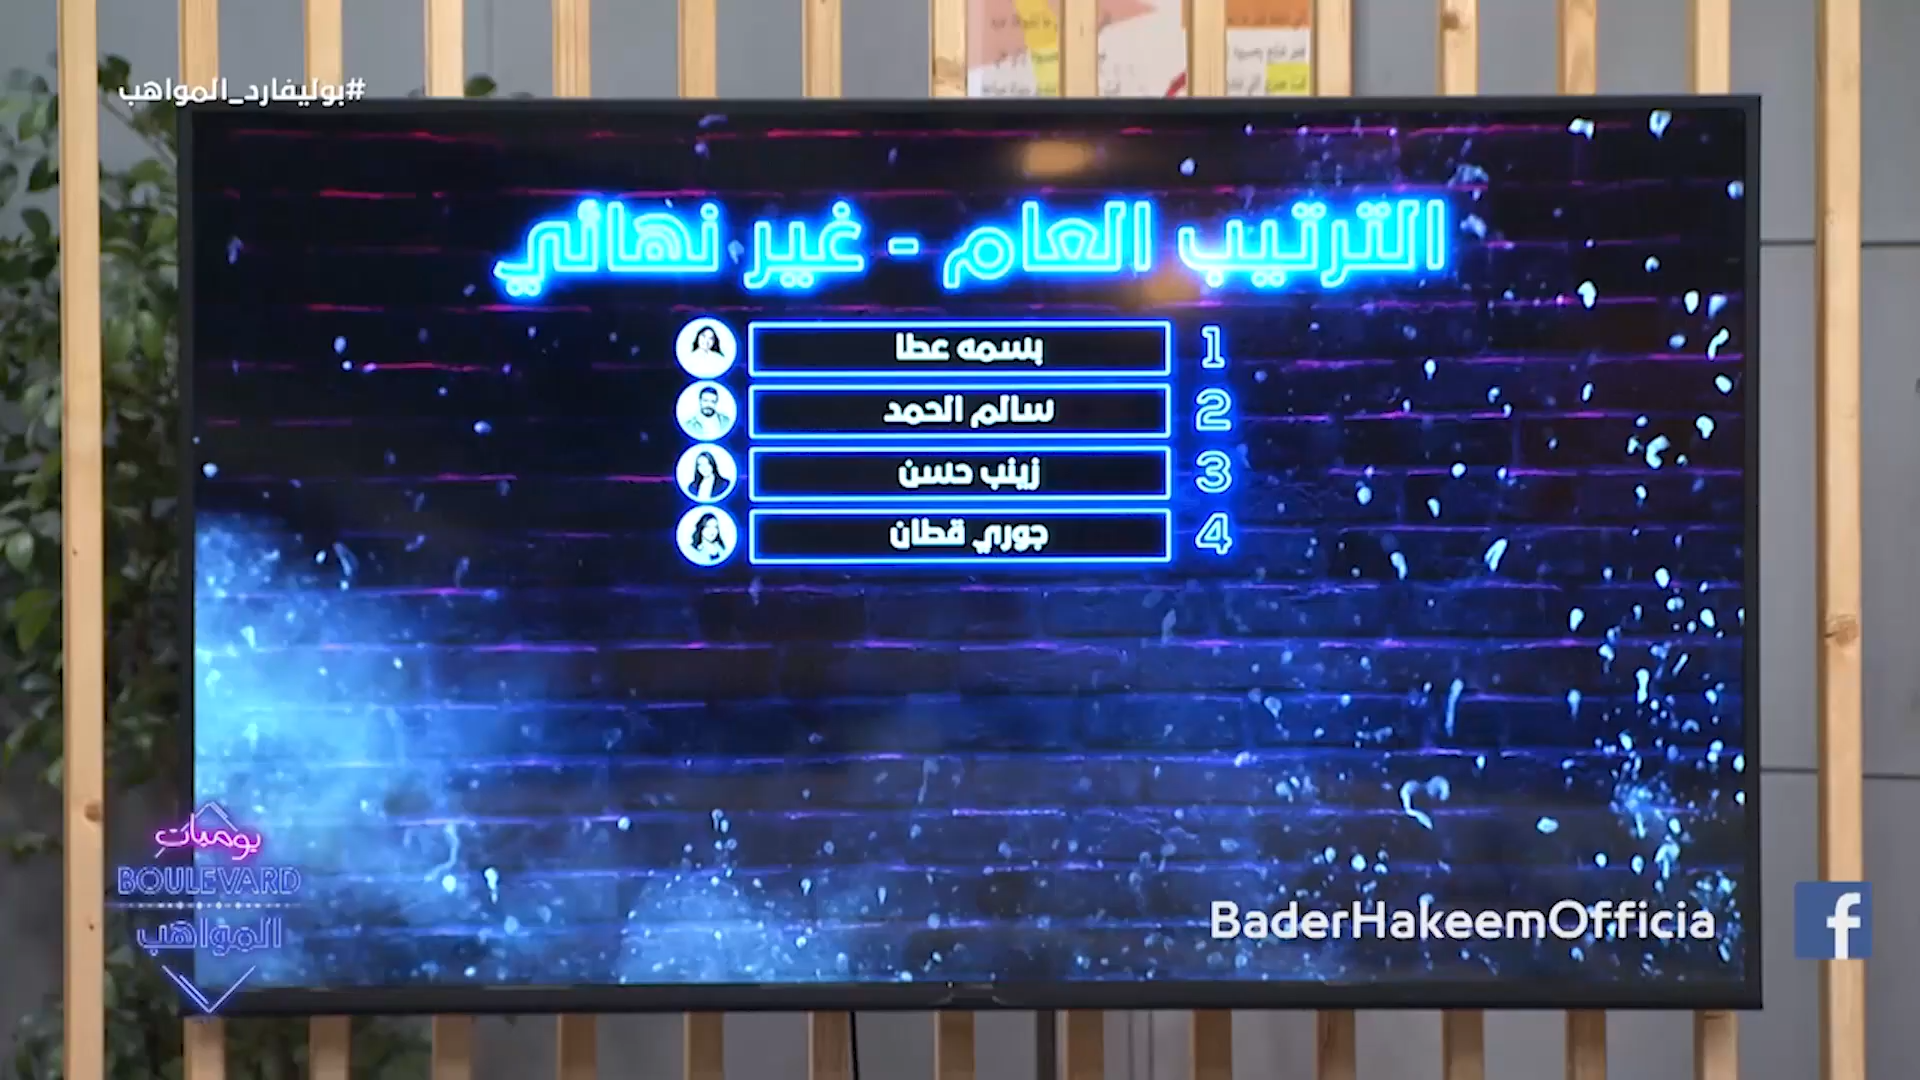 #بوليفارد_المواهب
الترتيب العام - غير نهائي
1 بسمه عطا
2 سالم الحمد
3 زينب حسن
4 جوري قطان
يوميات
BOULEVARD
المواهب
BaderHakeemOfficia
f